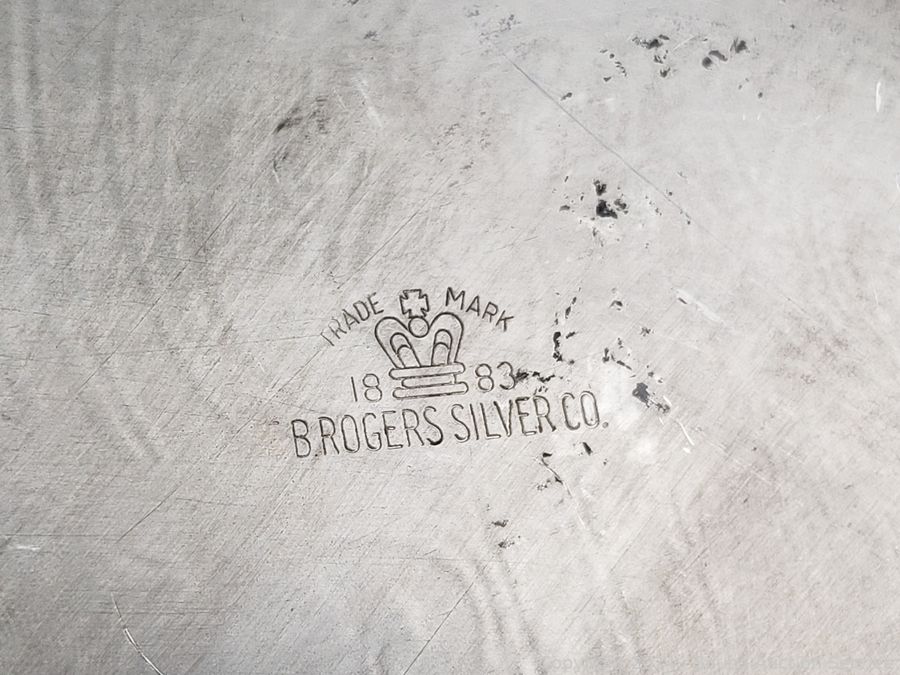 TRADE MARK
18 83
B.ROGERS SILVER CO.